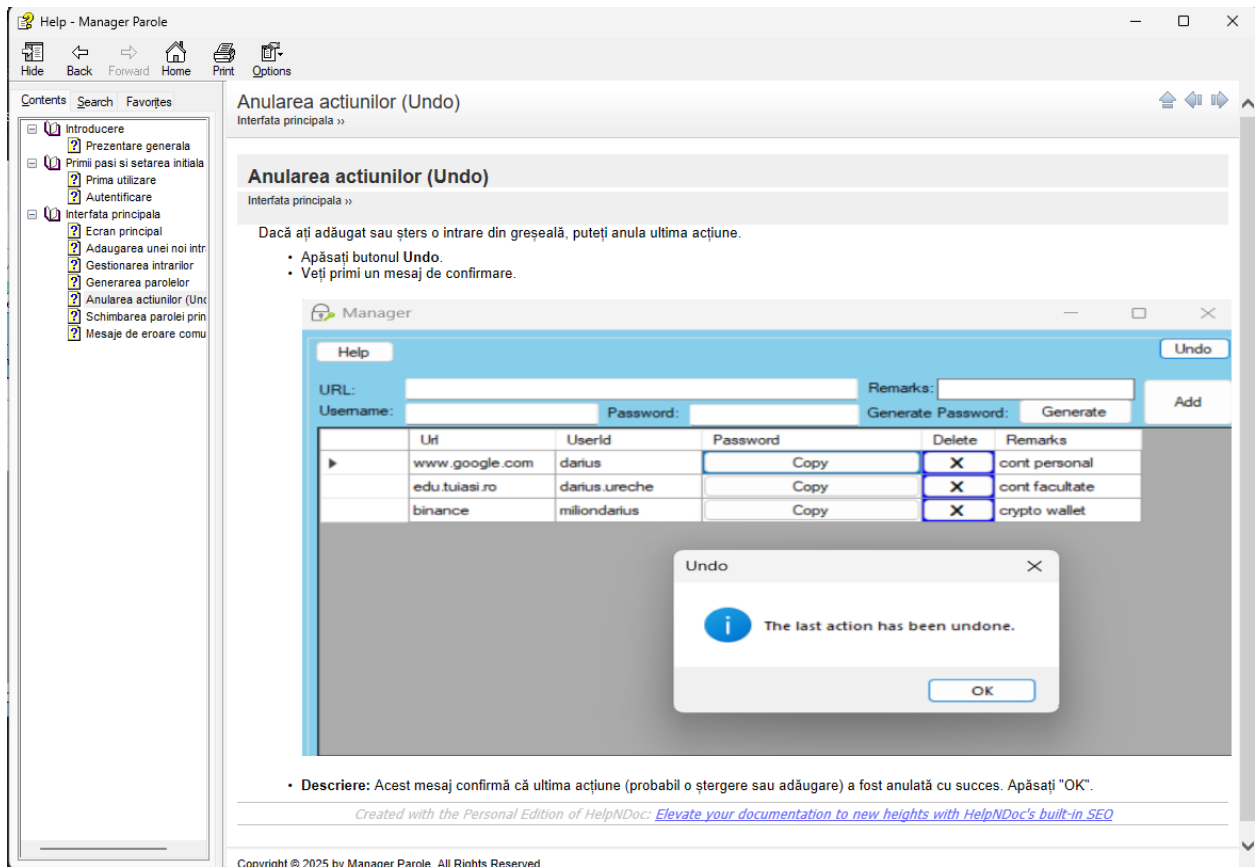 Help - Manager Parole
Hide Back Forward Home Print Options
Contents Search Favorites
Introducere
Prezentare generala
Primii pasi si setarea initiala
Prima utilizare
Autentificare
Interfata principala
Ecran principal
Adaugarea unei noi intr
Gestionarea intrarilor
Generarea parolelor
Anularea actiunilor (Und
Schimbarea parolei prin
Mesaje de eroare comu
Anularea actiunilor (Undo)
Interfata principala ››
Anularea actiunilor (Undo)
Interfata principala ››
Dacă ați adăugat sau șters o intrare din greșeală, puteți anula ultima acțiune.
• Apăsați butonul Undo.
• Veți primi un mesaj de confirmare.
Manager
Help Undo
URL: Remarks:
Username: Password: Generate Password: Generate Add
Url UserId Password Delete Remarks
www.google.com darius Copy X cont personal
edu.tuiasi.ro darius.ureche Copy X cont facultate
binance miliondarius Copy X crypto wallet
Undo
The last action has been undone.
OK
• Descriere: Acest mesaj confirmă că ultima acțiune (probabil o ștergere sau adăugare) a fost anulată cu succes. Apăsați "OK".
Created with the Personal Edition of HelpNDoc: Elevate your documentation to new heights with HelpNDoc's built-in SEO
Copyright © 2025 by Manager Parole. All Rights Reserved.